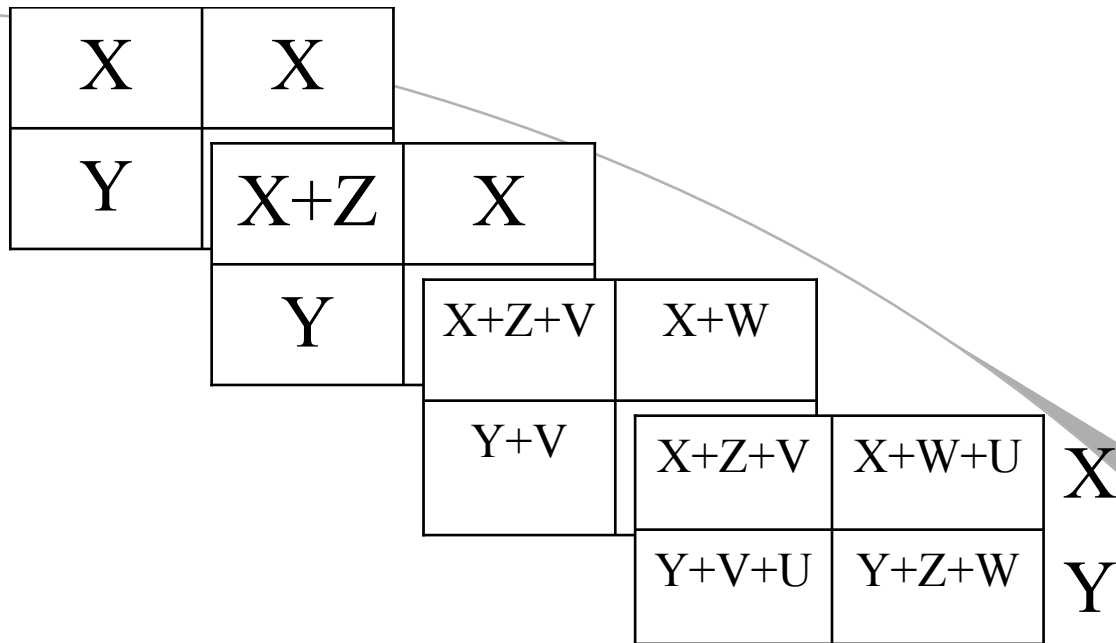 X X
Y
X+Z X
Y
X+Z+V X+W
Y+V
X+Z+V X+W+U X
Y+V+U Y+Z+W Y